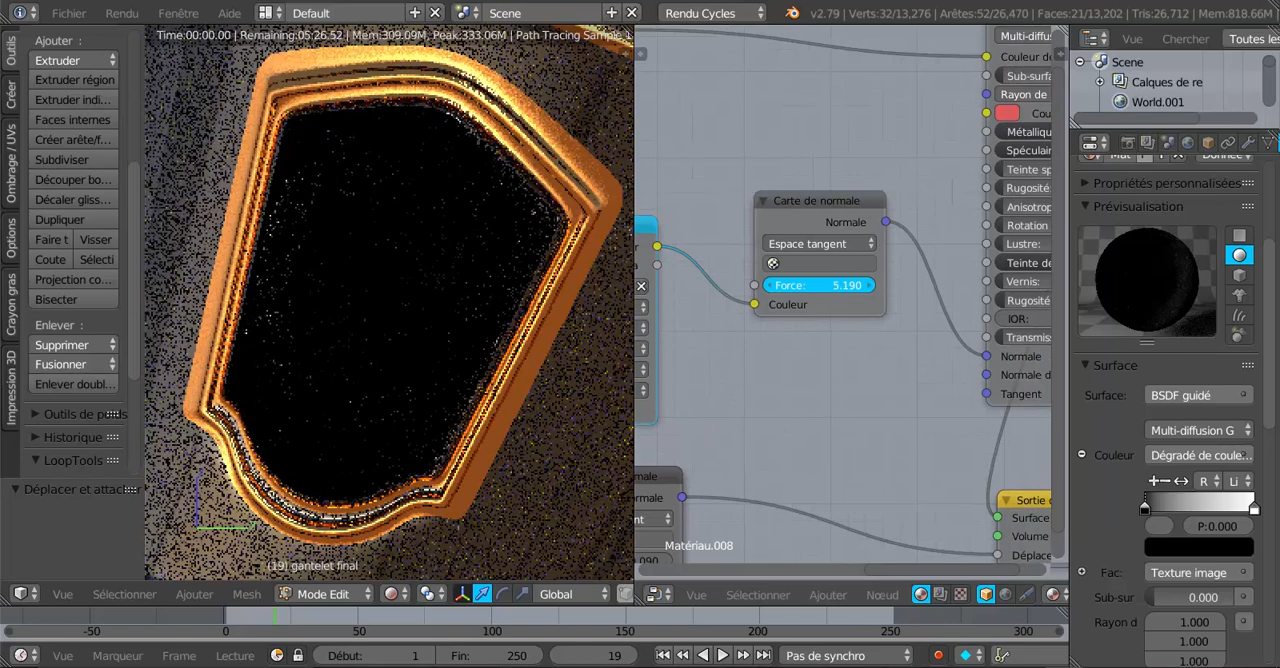 Fichier Rendu Fenêtre Aide Default Scene Rendu Cycles v2.79 | Verts:32/13,276 | Arêtes:52/26,470 | Faces:21/13,202 | Tris:26,712 | Mem:818.66M
Time:00:00.00 | Remaining:05:26.52 | Mem:309.09M, Peak:333.06M | Path Tracing Sample 1
Outils
Créer
Ombrage / UVs
Options
Crayon gras
Impression 3D
Ajouter :
Extruder
Extruder région
Extruder indi...
Faces internes
Créer arête/f...
Subdiviser
Découper bo...
Décaler gliss...
Dupliquer
Faire t Visser
Coute Sélecti
Projection co...
Bisecter
Enlever :
Supprimer
Fusionner
Enlever doubl...
Outils de poids
Historique
LoopTools
Déplacer et attac
(19) gantelet final
Vue Sélectionner Ajouter Mesh Mode Edit Global
Carte de normale
Normale
Espace tangent
Force: 5.190
Couleur
Multi-diffu
Couleur de
Sub-surfa
Rayon de
Cou
Métalliqu
Spéculair
Teinte sp
Rugosité
Anisotrop
Rotation
Lustre:
Teinte de
Vernis:
Rugosité
IOR:
Transmiss
Normale
Normale d
Tangent
Sortie d
Surface
Volume
Déplace
Matériau.008
Vue Sélectionner Ajouter Nœud
Vue Chercher Toutes les
Scene
Calques de re
World.001
Propriétés personnalisées
Prévisualisation
Surface
Surface: BSDF guidé
Multi-diffusion G
Couleur Dégradé de coule...
R Li
P:0.000
Fac: Texture image
Sub-sur 0.000
Rayon d 1.000
1.000
1.000
-50 0 50 100 150 200 250 300
Vue Marqueur Frame Lecture Début: 1 Fin: 250 19 Pas de synchro